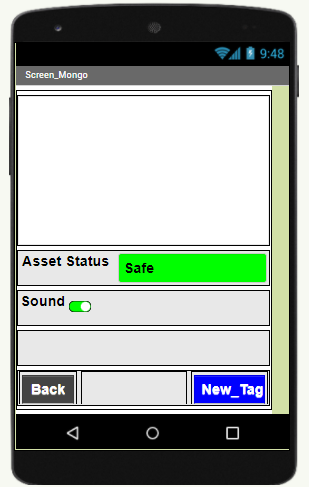 9:48
Screen_Mongo
Asset Status
Safe
Sound
Back
New_Tag